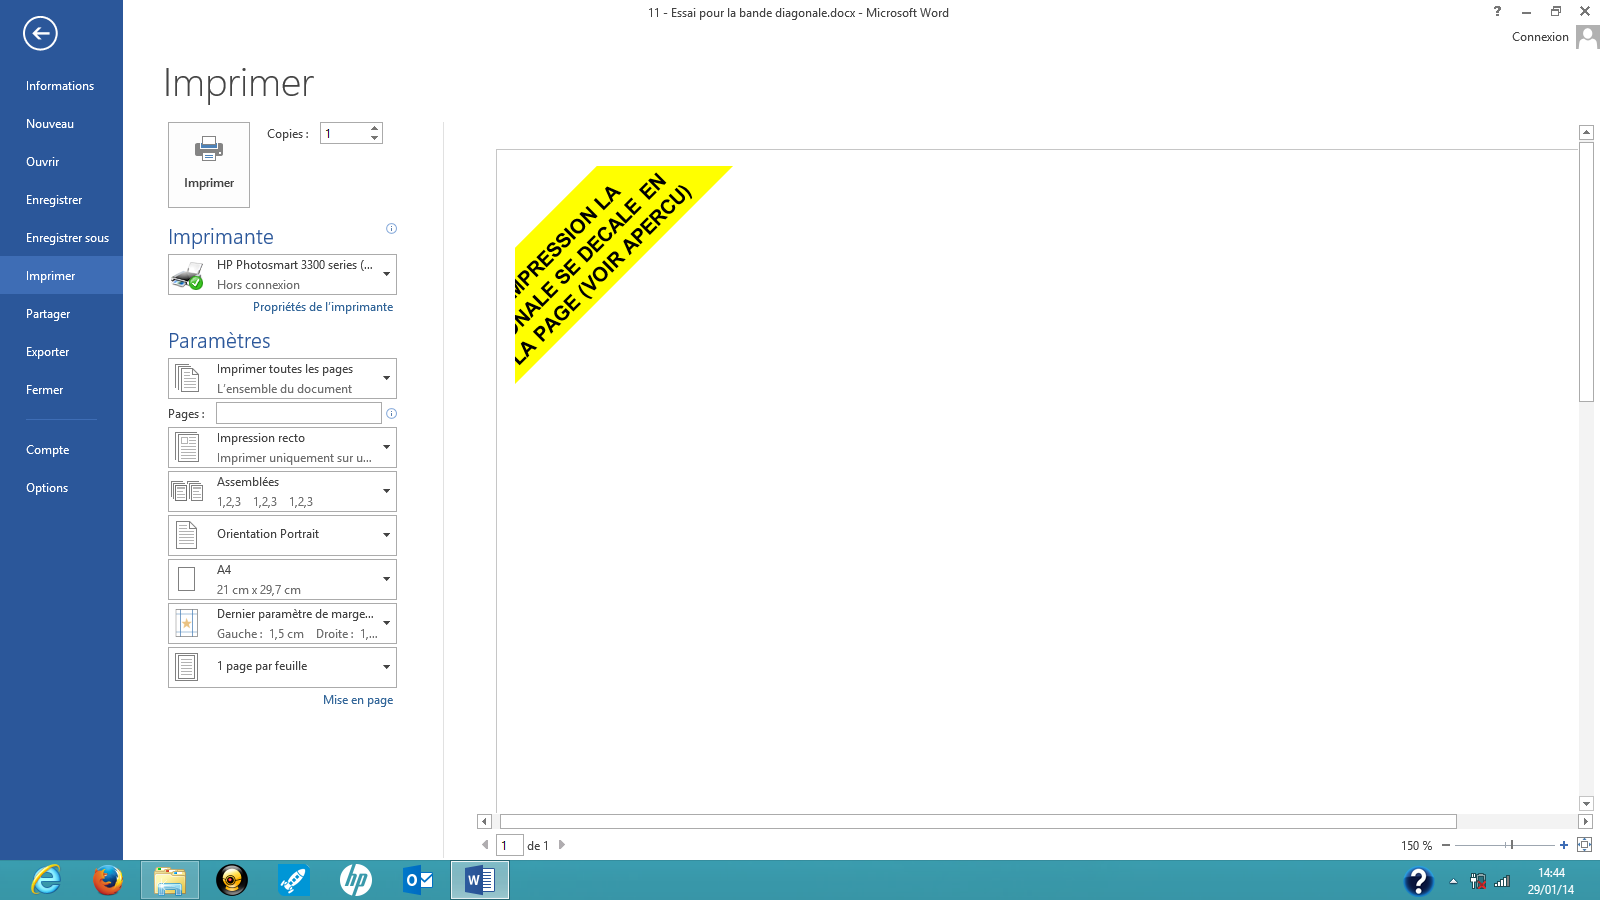 11 - Essai pour la bande diagonale.docx - Microsoft Word
?
Connexion
Informations
Nouveau
Ouvrir
Enregistrer
Enregistrer sous
Imprimer
Partager
Exporter
Fermer
Compte
Options
Imprimer
Imprimer
Copies :
1
Imprimante
HP Photosmart 3300 series (...
Hors connexion
Propriétés de l'imprimante
Paramètres
Imprimer toutes les pages
L'ensemble du document
Pages :
Impression recto
Imprimer uniquement sur u...
Assemblées
1,2,3 1,2,3 1,2,3
Orientation Portrait
A4
21 cm x 29,7 cm
Dernier paramètre de marge...
Gauche : 1,5 cm Droite : 1,...
1 page par feuille
Mise en page
MPRESSION LA
ONALE SE DECALE EN
LA PAGE (VOIR APERCU)
1 de 1
150 %
hp
?
14:44
29/01/14